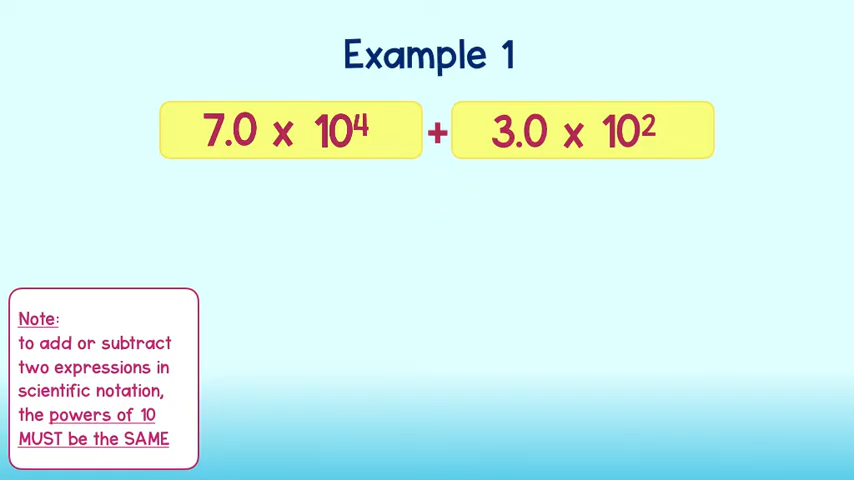 Example 1
7.0 x 10⁴ + 3.0 x 10²
Note:
to add or subtract
two expressions in
scientific notation,
the powers of 10
MUST be the SAME